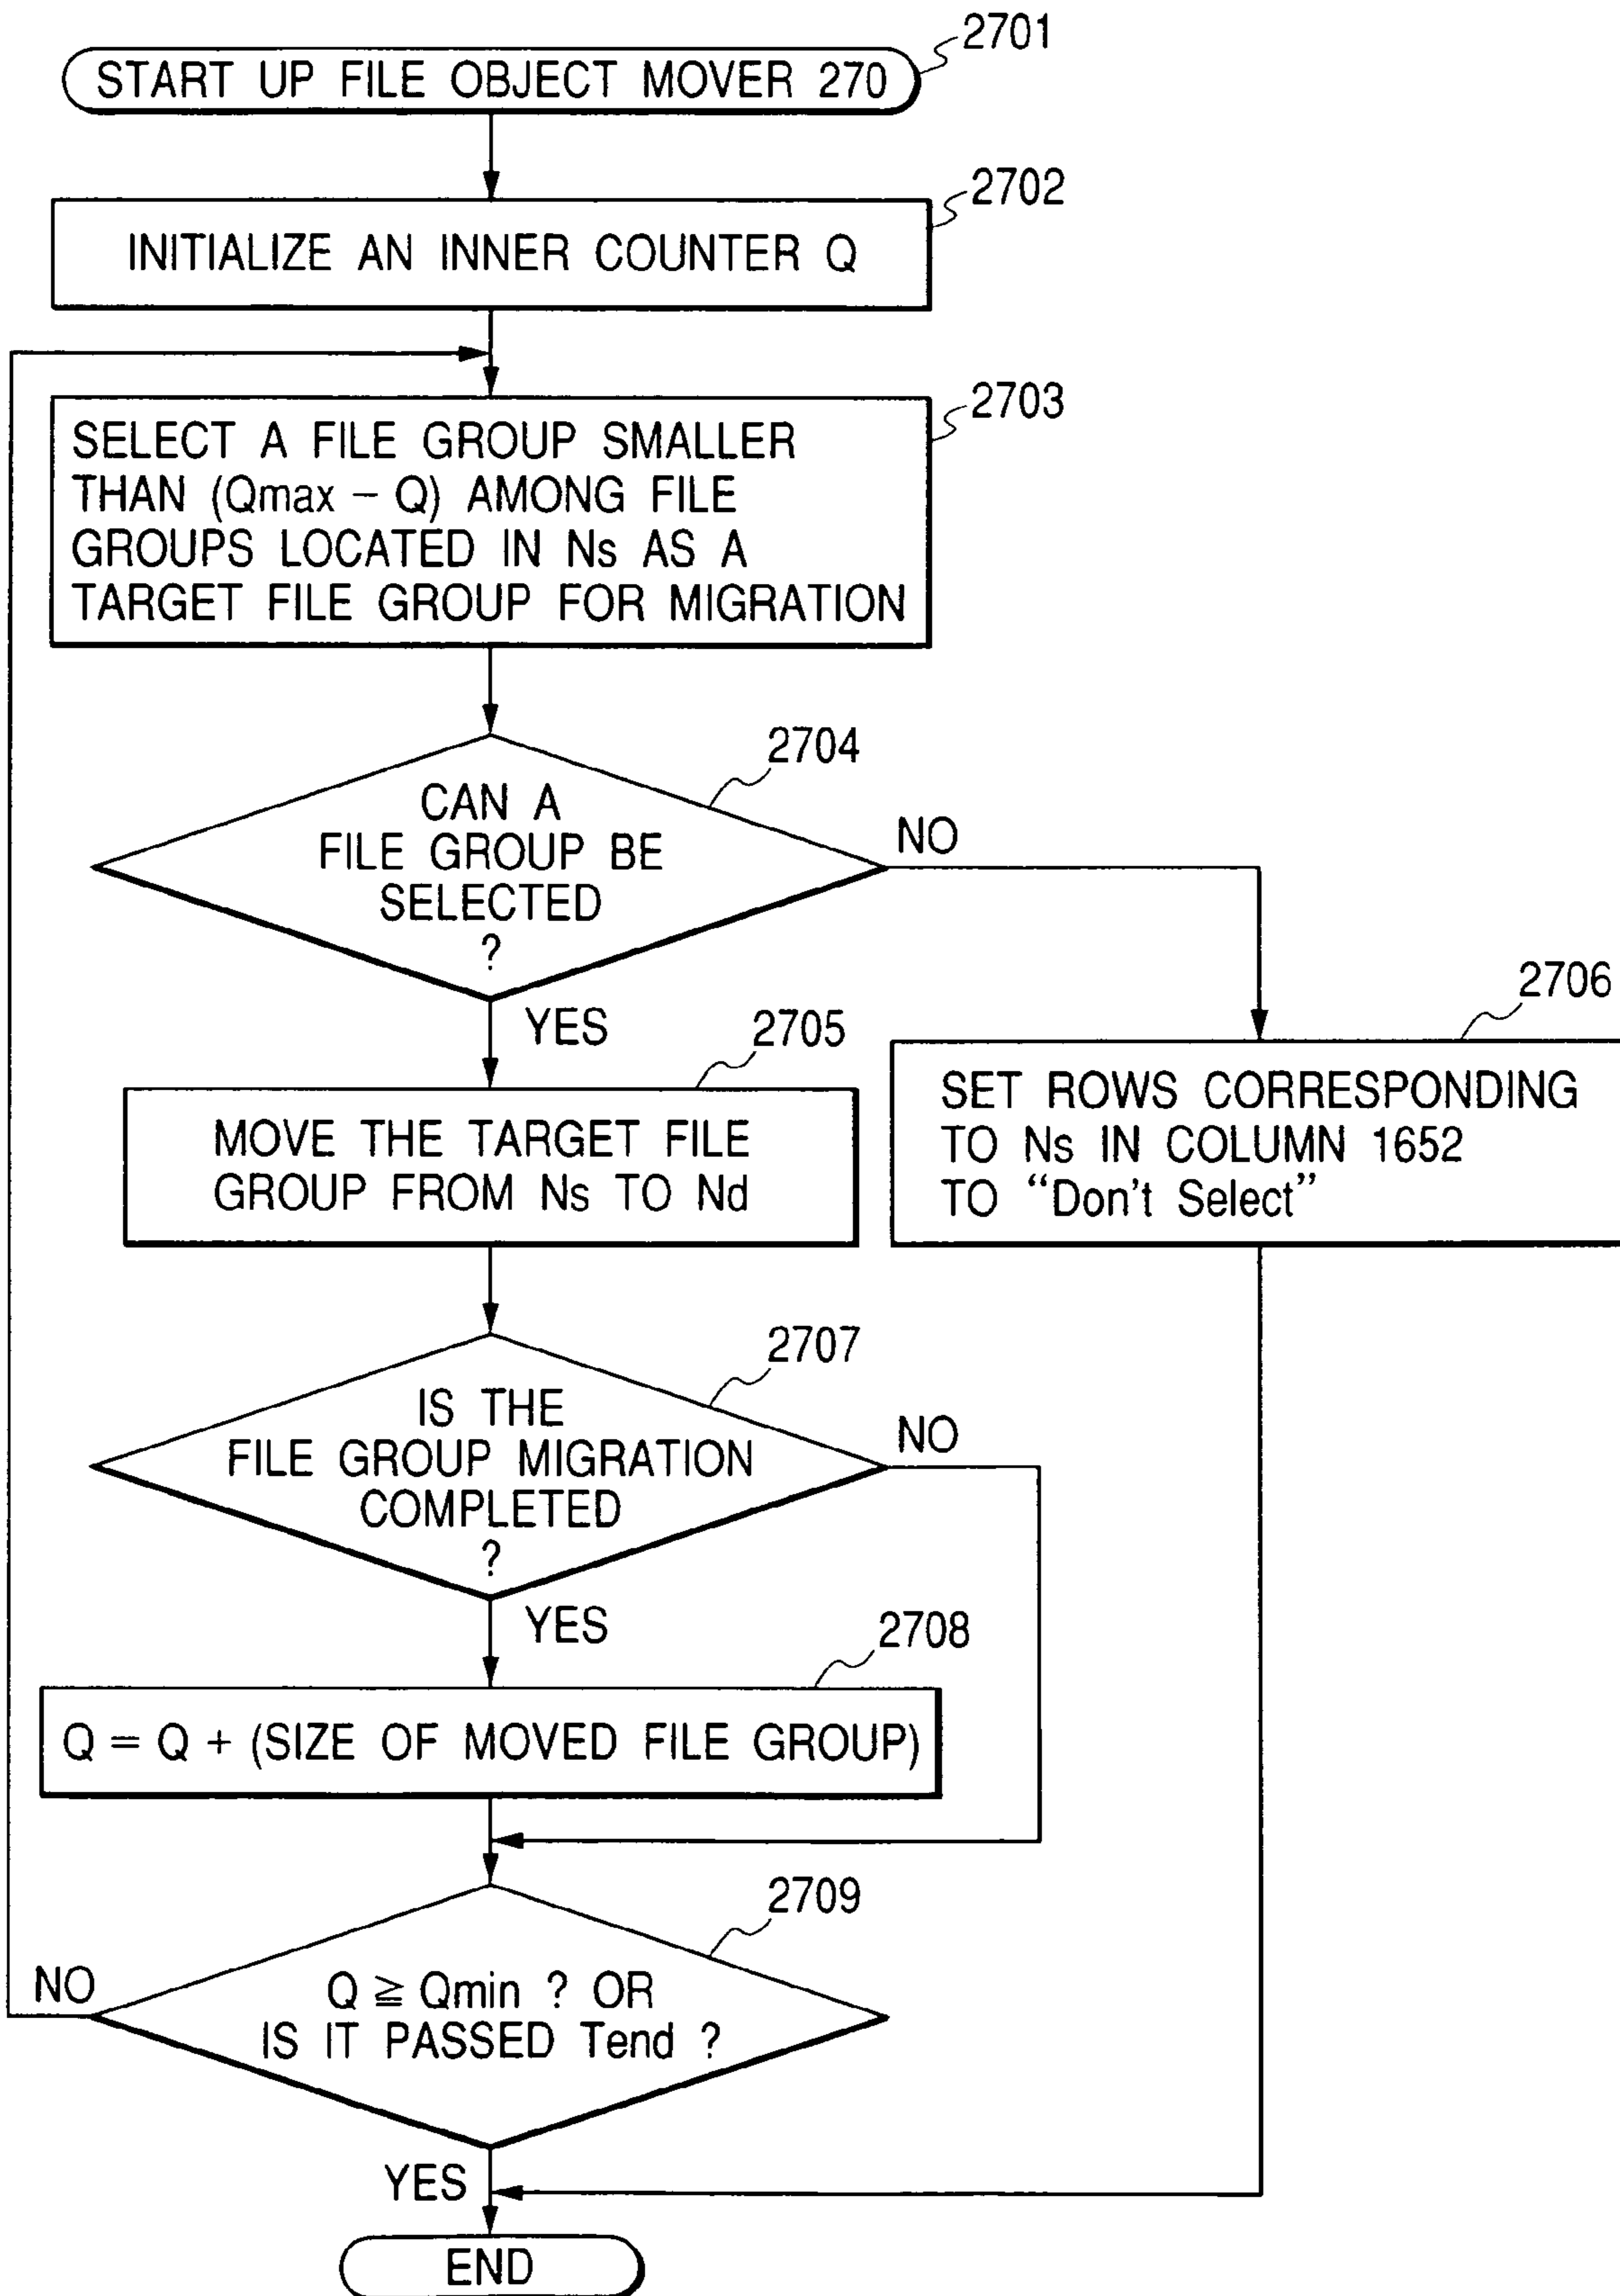 2701
START UP FILE OBJECT MOVER 270
2702
INITIALIZE AN INNER COUNTER Q
2703
SELECT A FILE GROUP SMALLER
THAN (Qmax – Q) AMONG FILE
GROUPS LOCATED IN Ns AS A
TARGET FILE GROUP FOR MIGRATION
2704
CAN A
FILE GROUP BE
SELECTED
?
NO
YES
2705
MOVE THE TARGET FILE
GROUP FROM Ns TO Nd
2706
SET ROWS CORRESPONDING
TO Ns IN COLUMN 1652
TO “Don't Select”
2707
IS THE
FILE GROUP MIGRATION
COMPLETED
?
NO
YES
2708
Q = Q + (SIZE OF MOVED FILE GROUP)
2709
Q ≧ Qmin ? OR
IS IT PASSED Tend ?
NO
YES
END